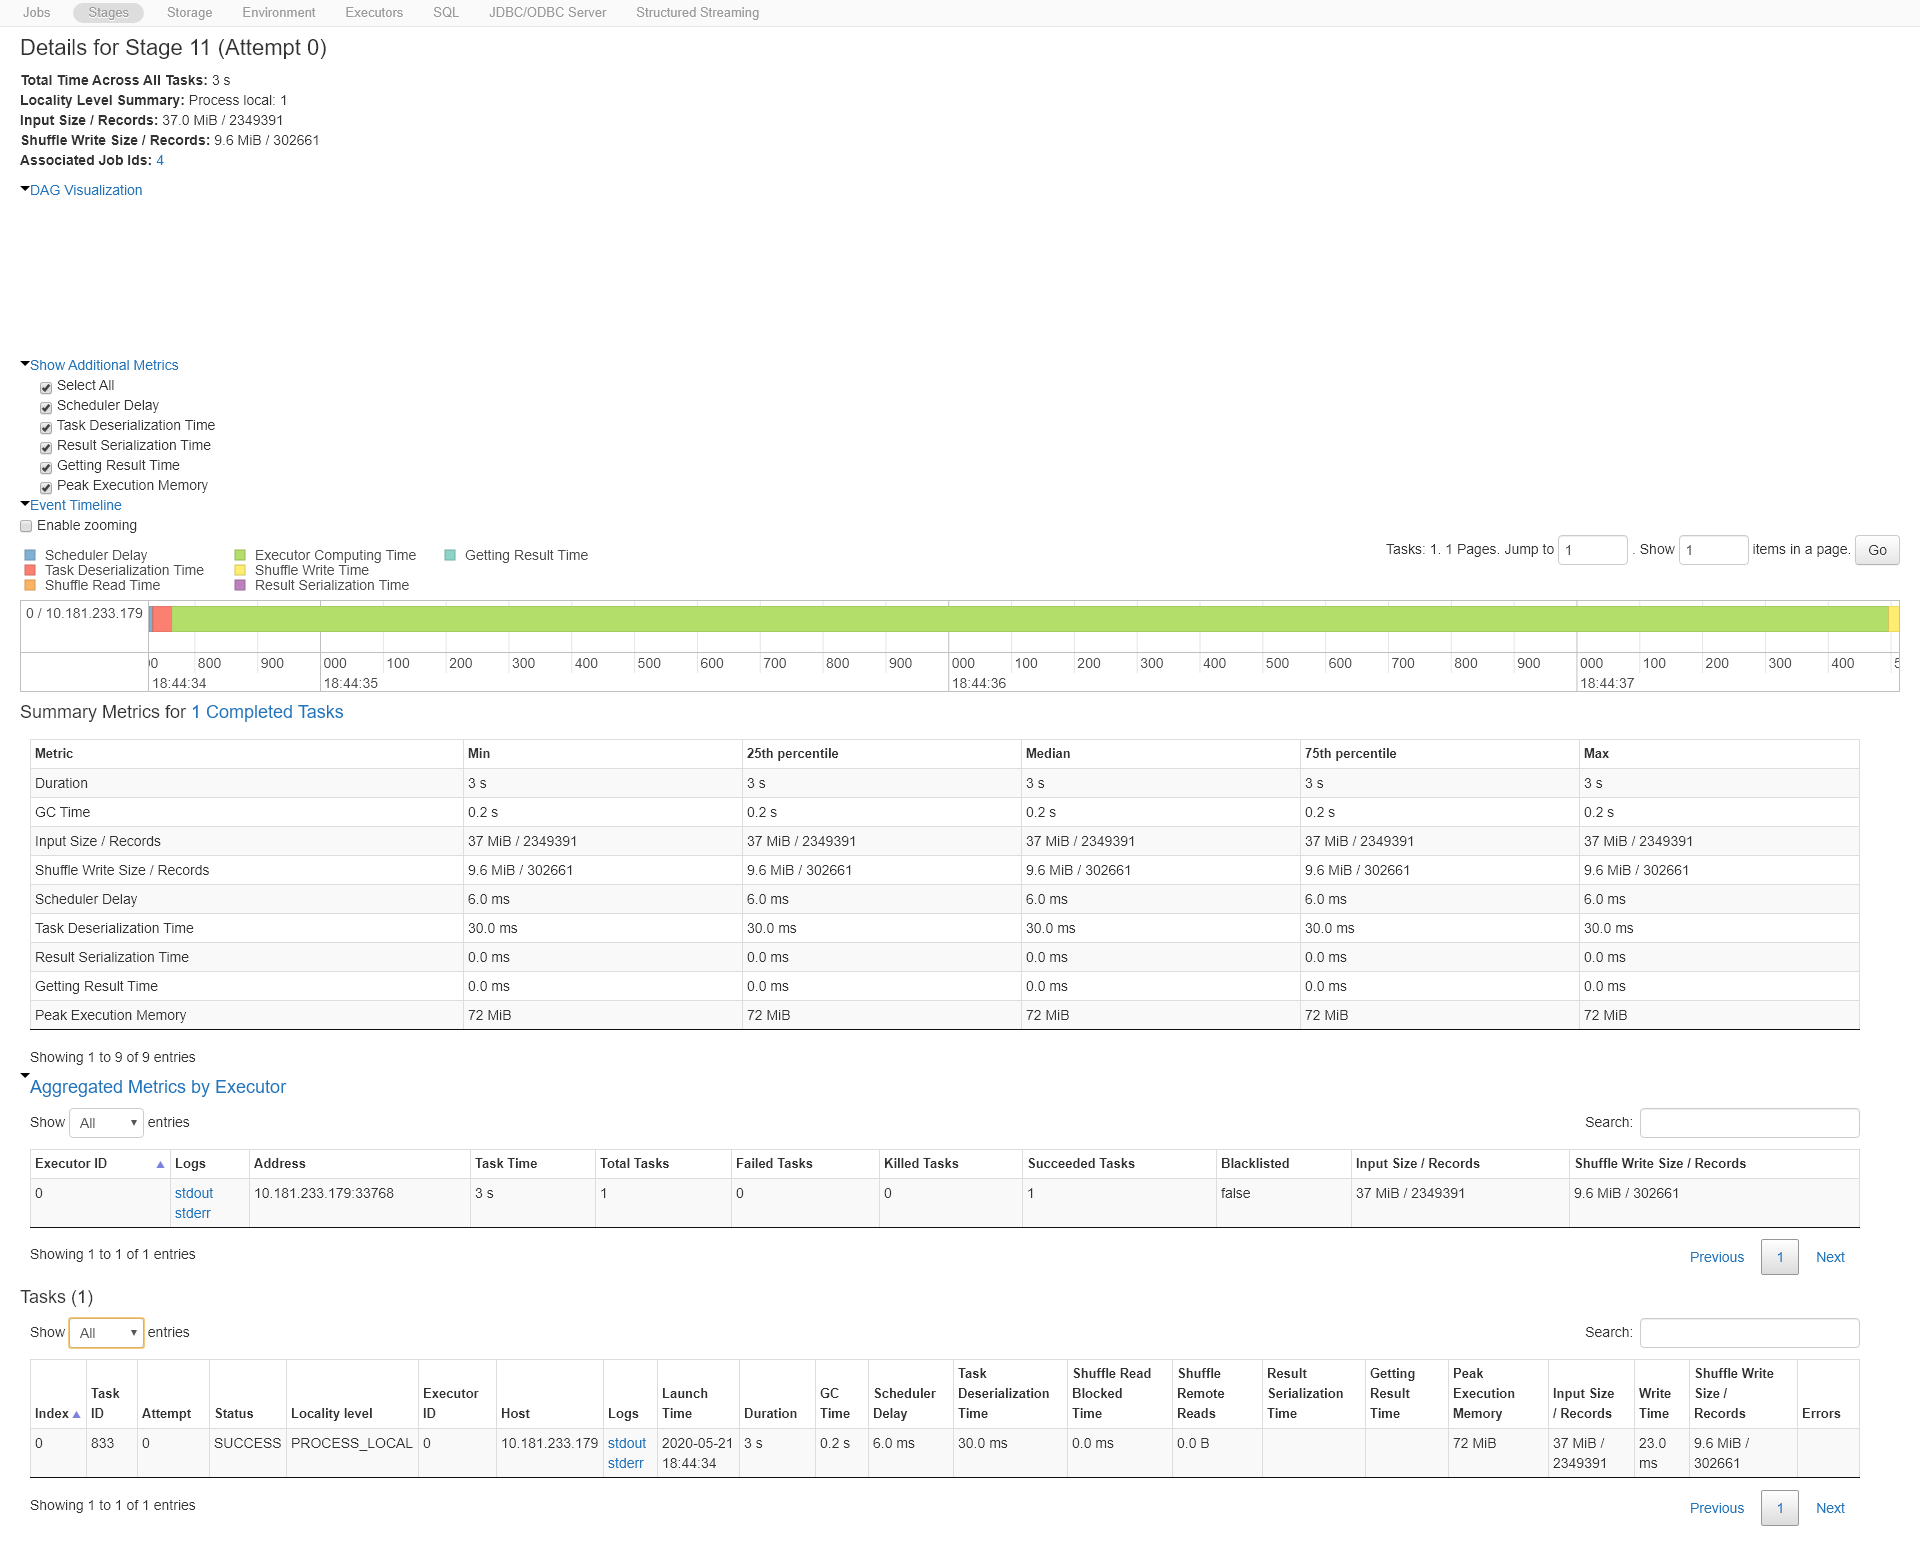 Jobs Stages Storage Environment Executors SQL JDBC/ODBC Server Structured Streaming
Details for Stage 11 (Attempt 0)
Total Time Across All Tasks: 3 s
Locality Level Summary: Process local: 1
Input Size / Records: 37.0 MiB / 2349391
Shuffle Write Size / Records: 9.6 MiB / 302661
Associated Job Ids: 4
DAG Visualization
Show Additional Metrics
Select All
Scheduler Delay
Task Deserialization Time
Result Serialization Time
Getting Result Time
Peak Execution Memory
Event Timeline
Enable zooming
Scheduler Delay Executor Computing Time Getting Result Time
Task Deserialization Time Shuffle Write Time
Shuffle Read Time Result Serialization Time
Tasks: 1. 1 Pages. Jump to 1 . Show 1 items in a page. Go
0 / 10.181.233.179
800 900 000 100 200 300 400 500 600 700 800 900 000 100 200 300 400 500 600 700 800 900 000 100 200 300 400
18:44:34 18:44:35 18:44:36 18:44:37
Summary Metrics for 1 Completed Tasks
Metric Min 25th percentile Median 75th percentile Max
Duration 3 s 3 s 3 s 3 s 3 s
GC Time 0.2 s 0.2 s 0.2 s 0.2 s 0.2 s
Input Size / Records 37 MiB / 2349391 37 MiB / 2349391 37 MiB / 2349391 37 MiB / 2349391 37 MiB / 2349391
Shuffle Write Size / Records 9.6 MiB / 302661 9.6 MiB / 302661 9.6 MiB / 302661 9.6 MiB / 302661 9.6 MiB / 302661
Scheduler Delay 6.0 ms 6.0 ms 6.0 ms 6.0 ms 6.0 ms
Task Deserialization Time 30.0 ms 30.0 ms 30.0 ms 30.0 ms 30.0 ms
Result Serialization Time 0.0 ms 0.0 ms 0.0 ms 0.0 ms 0.0 ms
Getting Result Time 0.0 ms 0.0 ms 0.0 ms 0.0 ms 0.0 ms
Peak Execution Memory 72 MiB 72 MiB 72 MiB 72 MiB 72 MiB
Showing 1 to 9 of 9 entries
Aggregated Metrics by Executor
Show All entries Search:
Executor ID Logs Address Task Time Total Tasks Failed Tasks Killed Tasks Succeeded Tasks Blacklisted Input Size / Records Shuffle Write Size / Records
0 stdout 10.181.233.179:33768 3 s 1 0 0 1 false 37 MiB / 2349391 9.6 MiB / 302661
stderr
Showing 1 to 1 of 1 entries
Previous 1 Next
Tasks (1)
Show All entries Search:
Task Shuffle Read Shuffle Result Getting Peak Shuffle Write
Task Executor Launch GC Scheduler Deserialization Blocked Remote Serialization Result Execution Input Size Write Size /
Index ID Attempt Status Locality level ID Host Logs Time Duration Time Delay Time Time Reads Time Time Memory / Records Time Records Errors
0 833 0 SUCCESS PROCESS_LOCAL 0 10.181.233.179 stdout 2020-05-21 3 s 0.2 s 6.0 ms 30.0 ms 0.0 ms 0.0 B 72 MiB 37 MiB / 23.0 9.6 MiB /
stderr 18:44:34 2349391 ms 302661
Showing 1 to 1 of 1 entries
Previous 1 Next